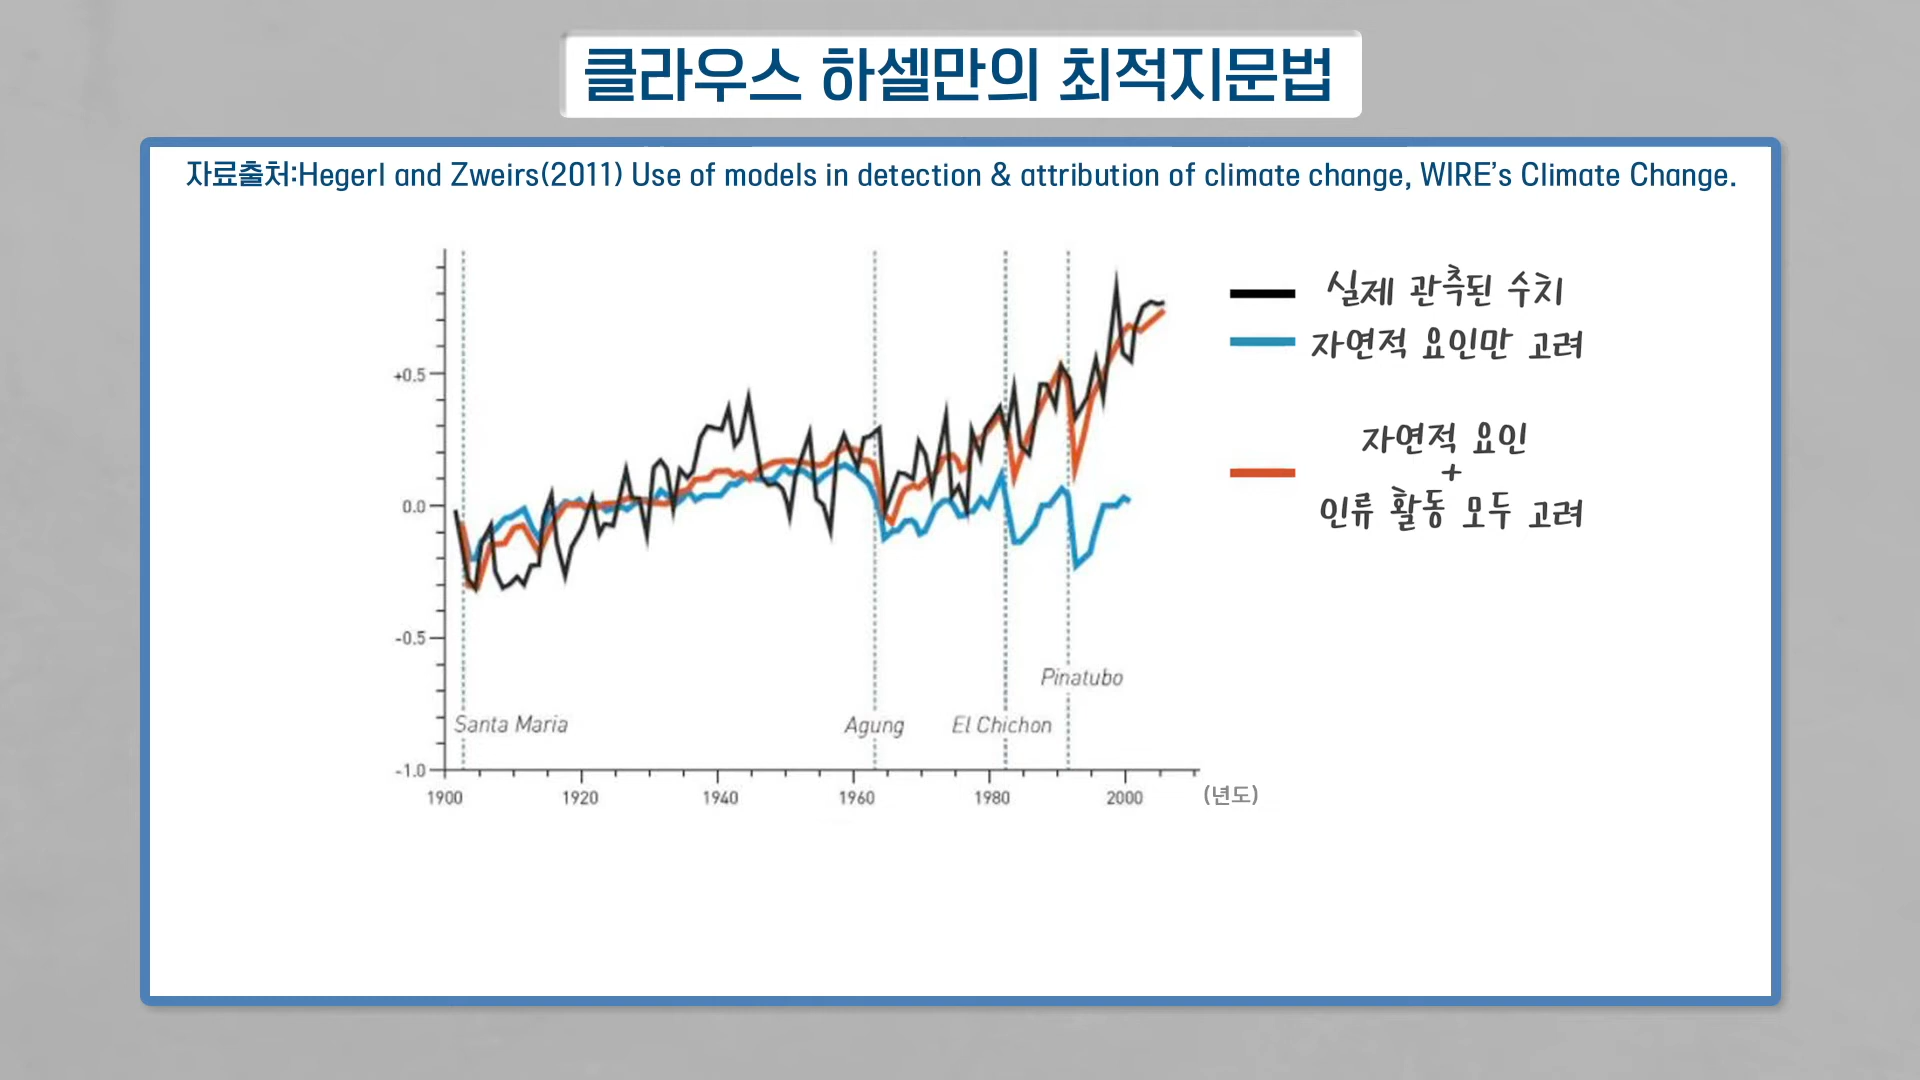 클라우스 하셀만의 최적지문법
자료출처:Hegerl and Zweirs(2011) Use of models in detection & attribution of climate change, WIRE’s Climate Change.
실제 관측된 수치
자연적 요인만 고려
자연적 요인
+
인류 활동 모두 고려
+0.5
0.0
-0.5
-1.0
Pinatubo
Santa Maria
Agung
El Chichon
1900
1920
1940
1960
1980
2000
(년도)